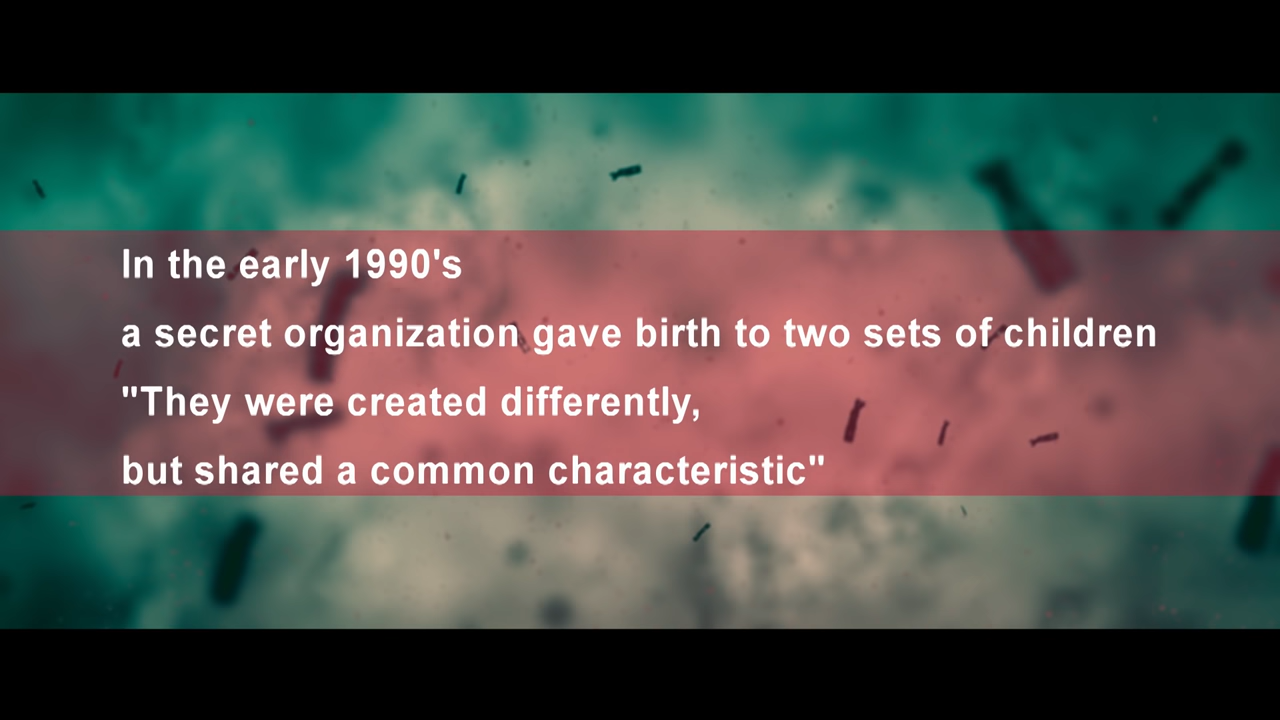 In the early 1990's
a secret organization gave birth to two sets of children
"They were created differently,
but shared a common characteristic"